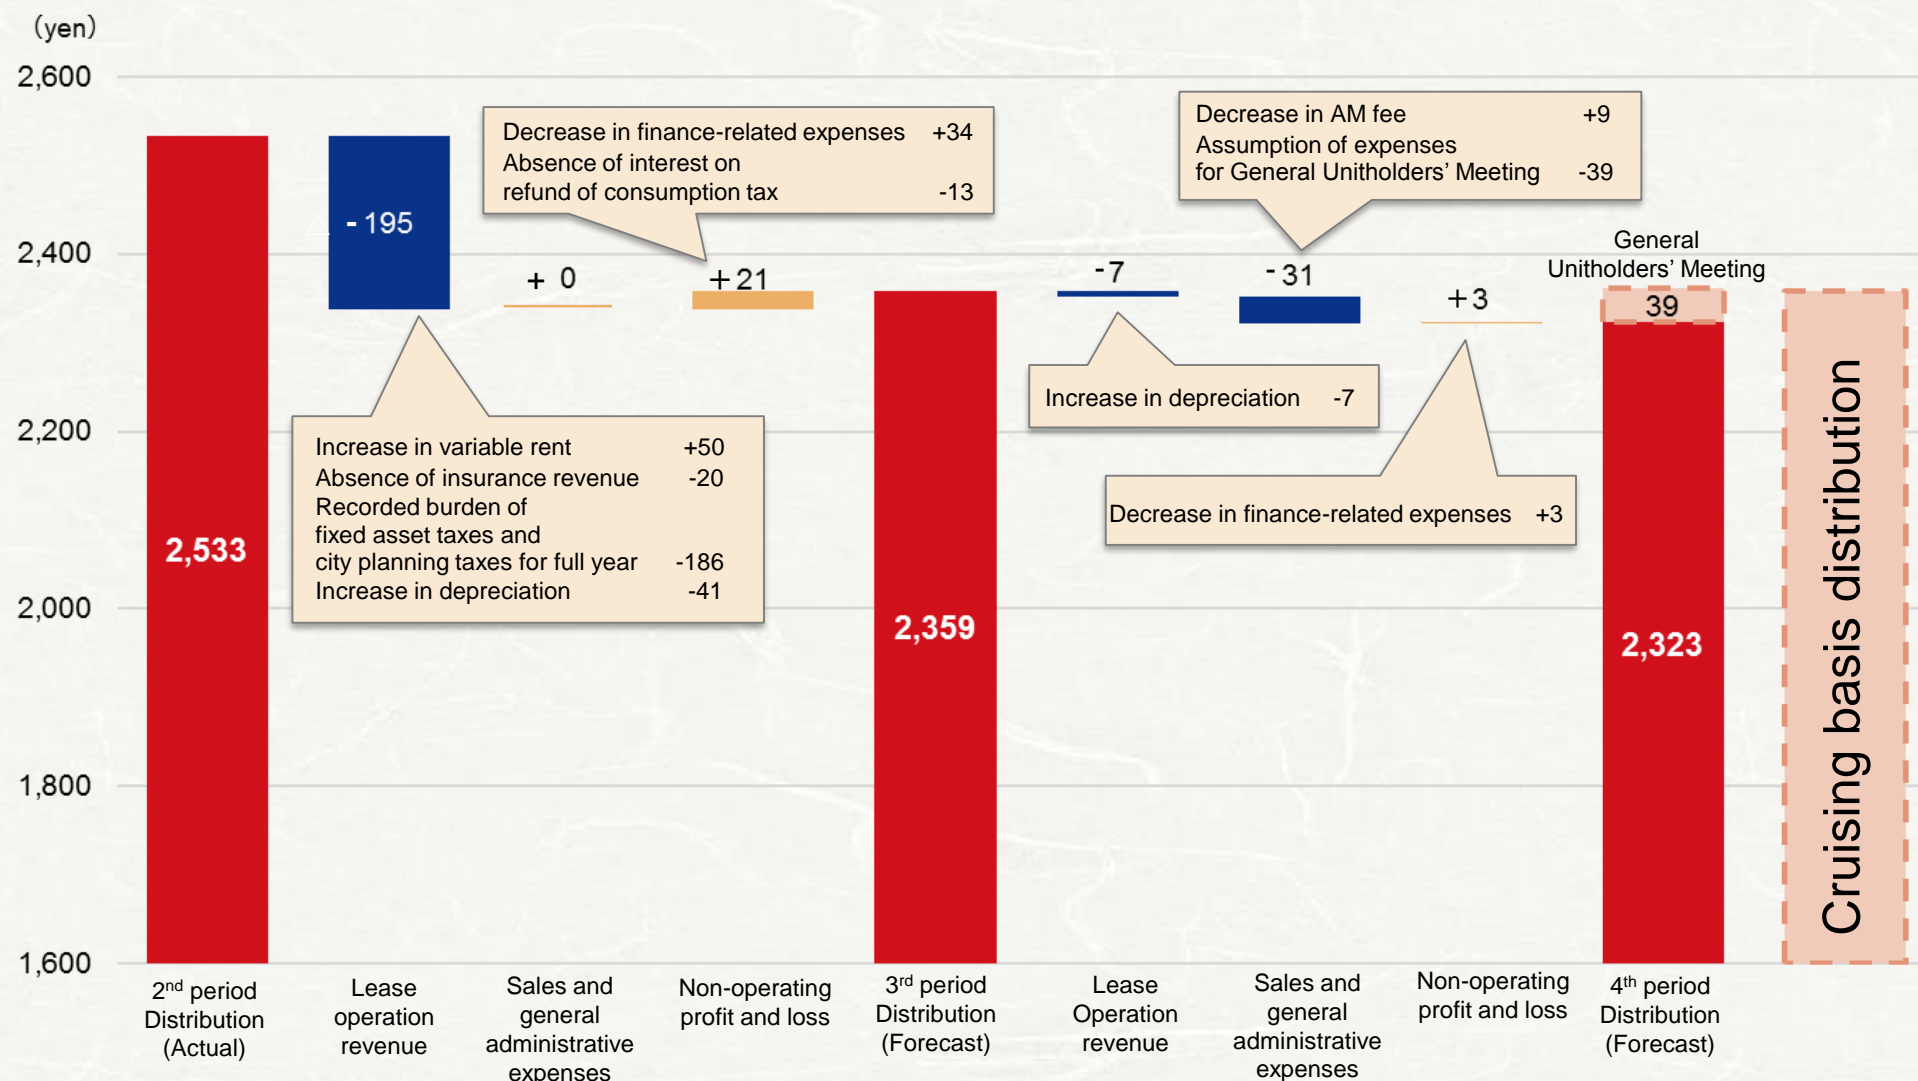 （yen）
2,600
2,400
2,200
2,000
1,800
1,600
2,533
△ - 195
Increase in variable rent +50
Absence of insurance revenue -20
Recorded burden of
fixed asset taxes and
city planning taxes for full year -186
Increase in depreciation -41
+ 0
Decrease in finance-related expenses +34
Absence of interest on
refund of consumption tax -13
＋21
2,359
-7
Increase in depreciation -7
Decrease in AM fee +9
Assumption of expenses
for General Unitholders’ Meeting -39
-31
＋3
Decrease in finance-related expenses +3
General
Unitholders’ Meeting
39
2,323
Cruising basis distribution
2nd period
Distribution
(Actual)
Lease
operation
revenue
Sales and
general
administrative
expenses
Non-operating
profit and loss
3rd period
Distribution
(Forecast)
Lease
Operation
revenue
Sales and
general
administrative
expenses
Non-operating
profit and loss
4th period
Distribution
(Forecast)